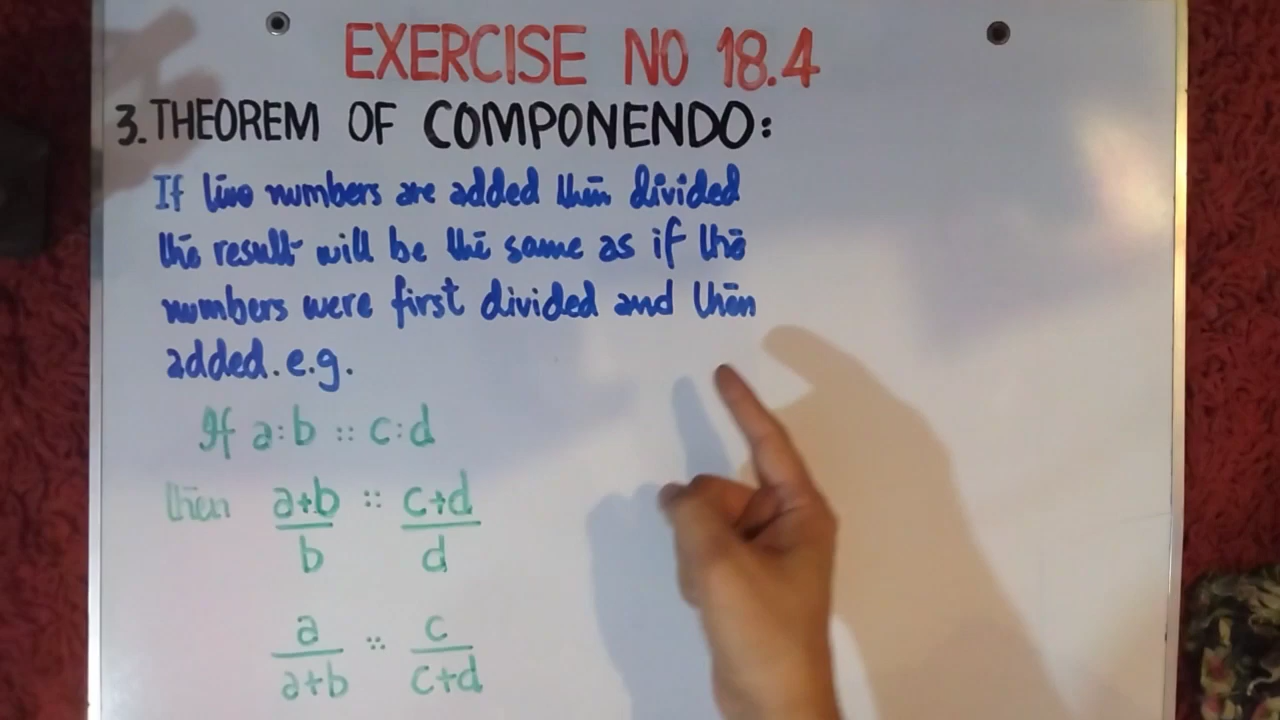 EXERCISE NO 18.4
3. THEOREM OF COMPONENDO:
If two numbers are added then divided
the result will be the same as if the
numbers were first divided and then
added. e.g.
If a:b :: c:d
then a+b/b :: c+d/d
a/a+b :: c/c+d